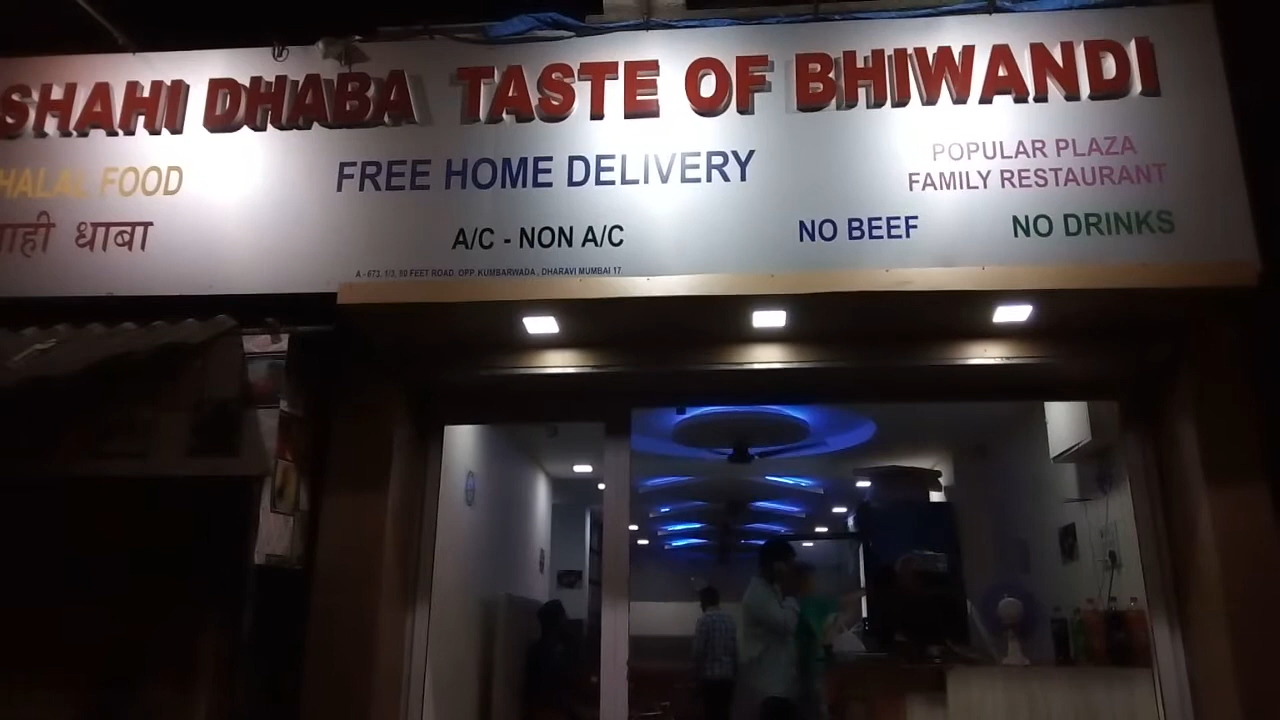 SHAHI DHABA TASTE OF BHIWANDI
HALAL FOOD
FREE HOME DELIVERY
POPULAR PLAZA
FAMILY RESTAURANT
धाबा
A/C - NON A/C
NO BEEF
NO DRINKS
A - 673, 1/3, 90 FEET ROAD, OPP. KUMBARWADA, DHARAVI MUMBAI 17.